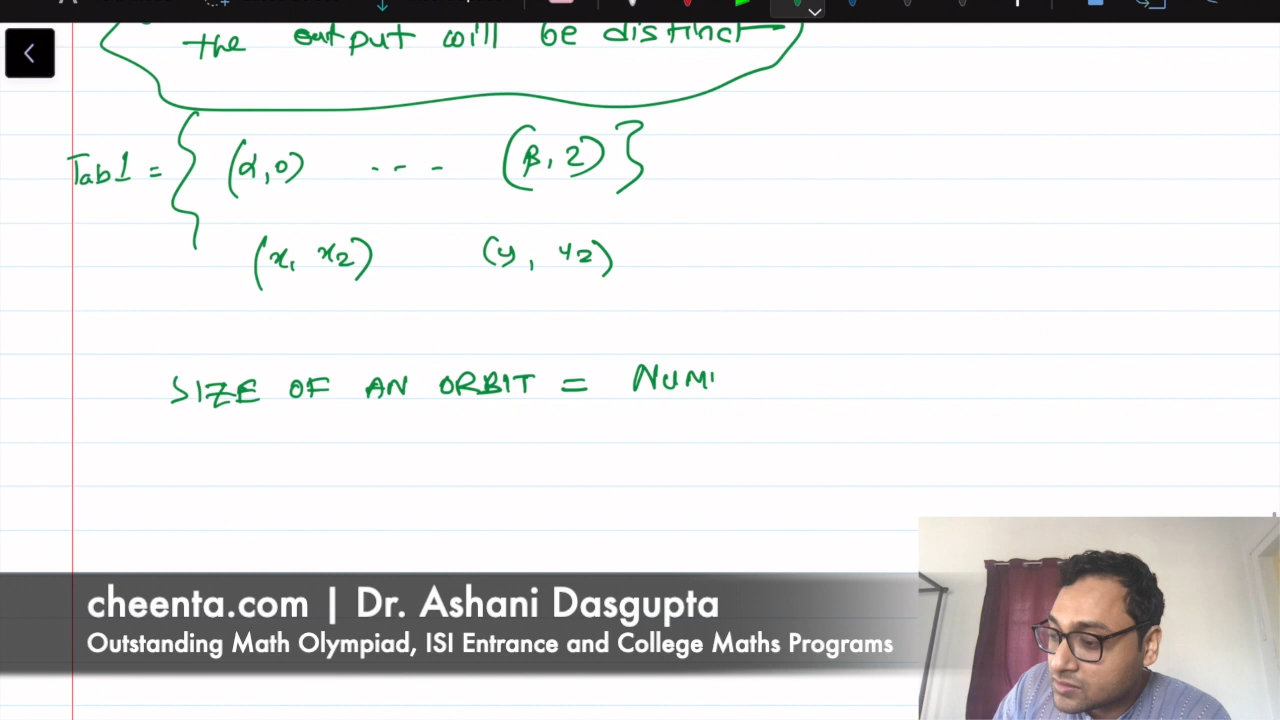 the output will be distinct
Tab1 = { (α, 0) --- (β, 2) }
(x, x2) (y, y2)
SIZE OF AN ORBIT = NUM
cheenta.com | Dr. Ashani Dasgupta
Outstanding Math Olympiad, ISI Entrance and College Maths Programs